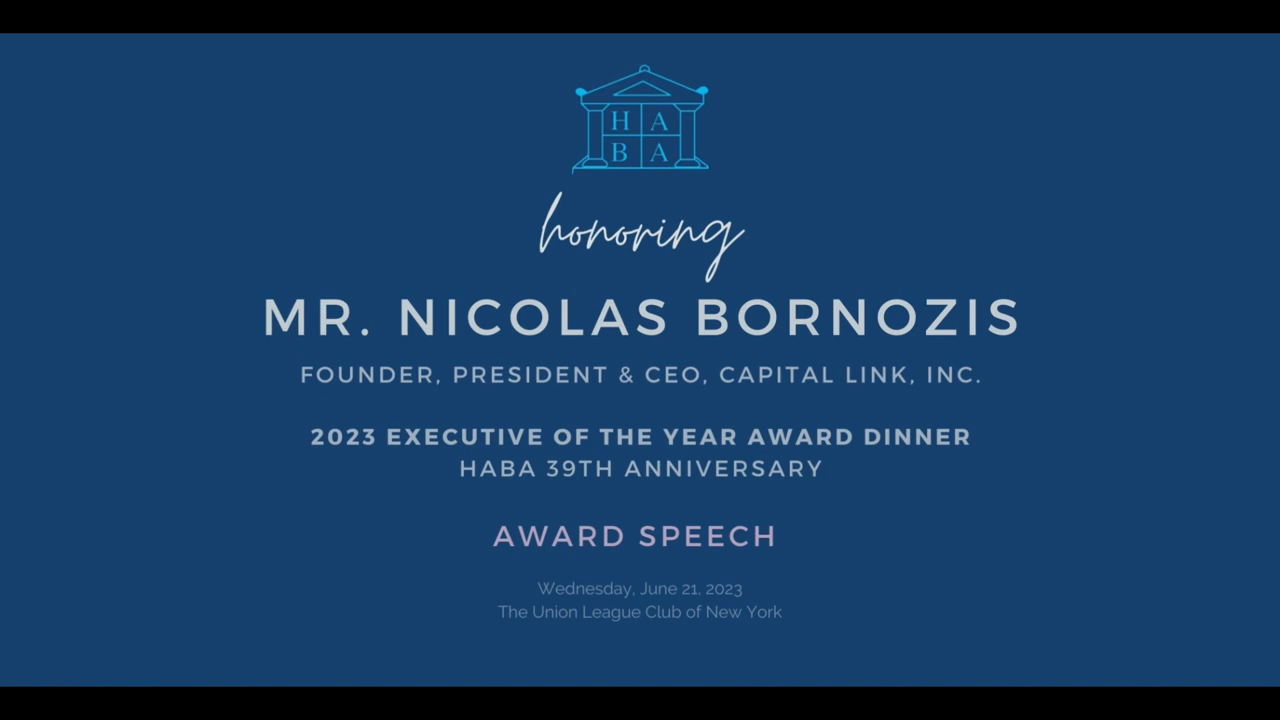 H A
B A
honoring
MR. NICOLAS BORNOZIS
FOUNDER, PRESIDENT & CEO, CAPITAL LINK, INC.
2023 EXECUTIVE OF THE YEAR AWARD DINNER
HABA 39TH ANNIVERSARY
AWARD SPEECH
Wednesday, June 21, 2023
The Union League Club of New York